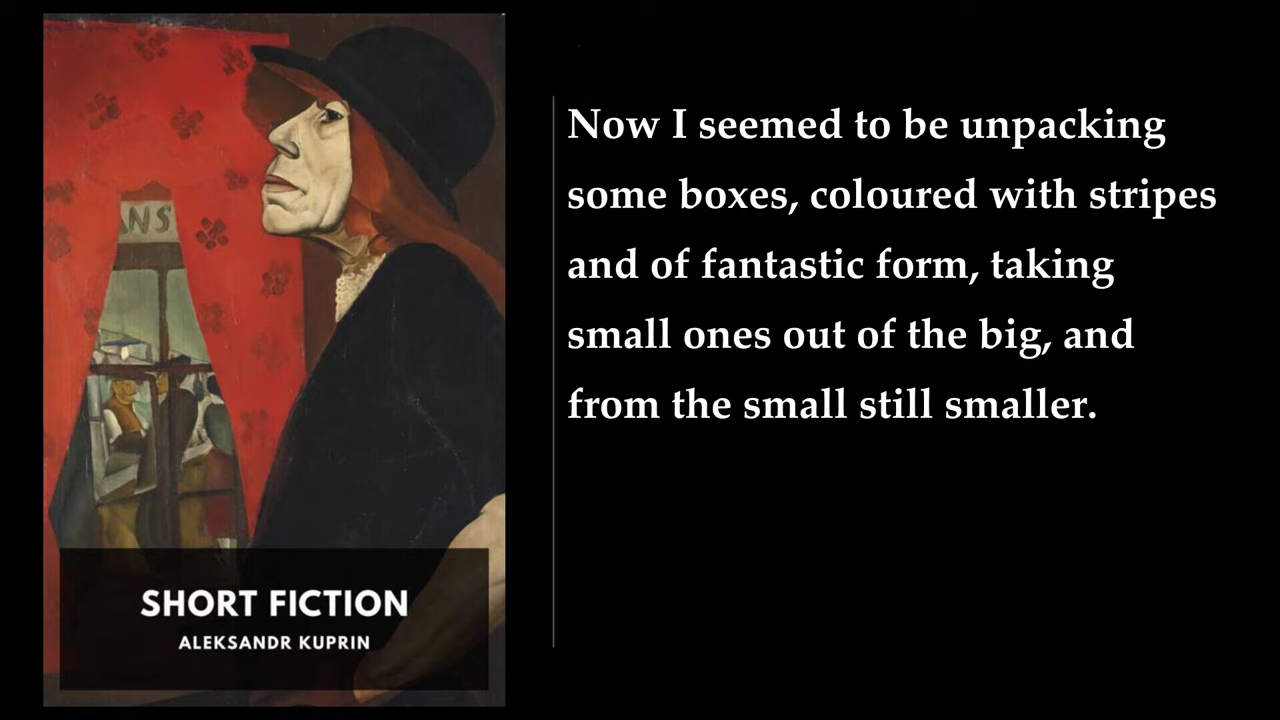 ANS
SHORT FICTION
ALEKSANDR KUPRIN
Now I seemed to be unpacking
some boxes, coloured with stripes
and of fantastic form, taking
small ones out of the big, and
from the small still smaller.